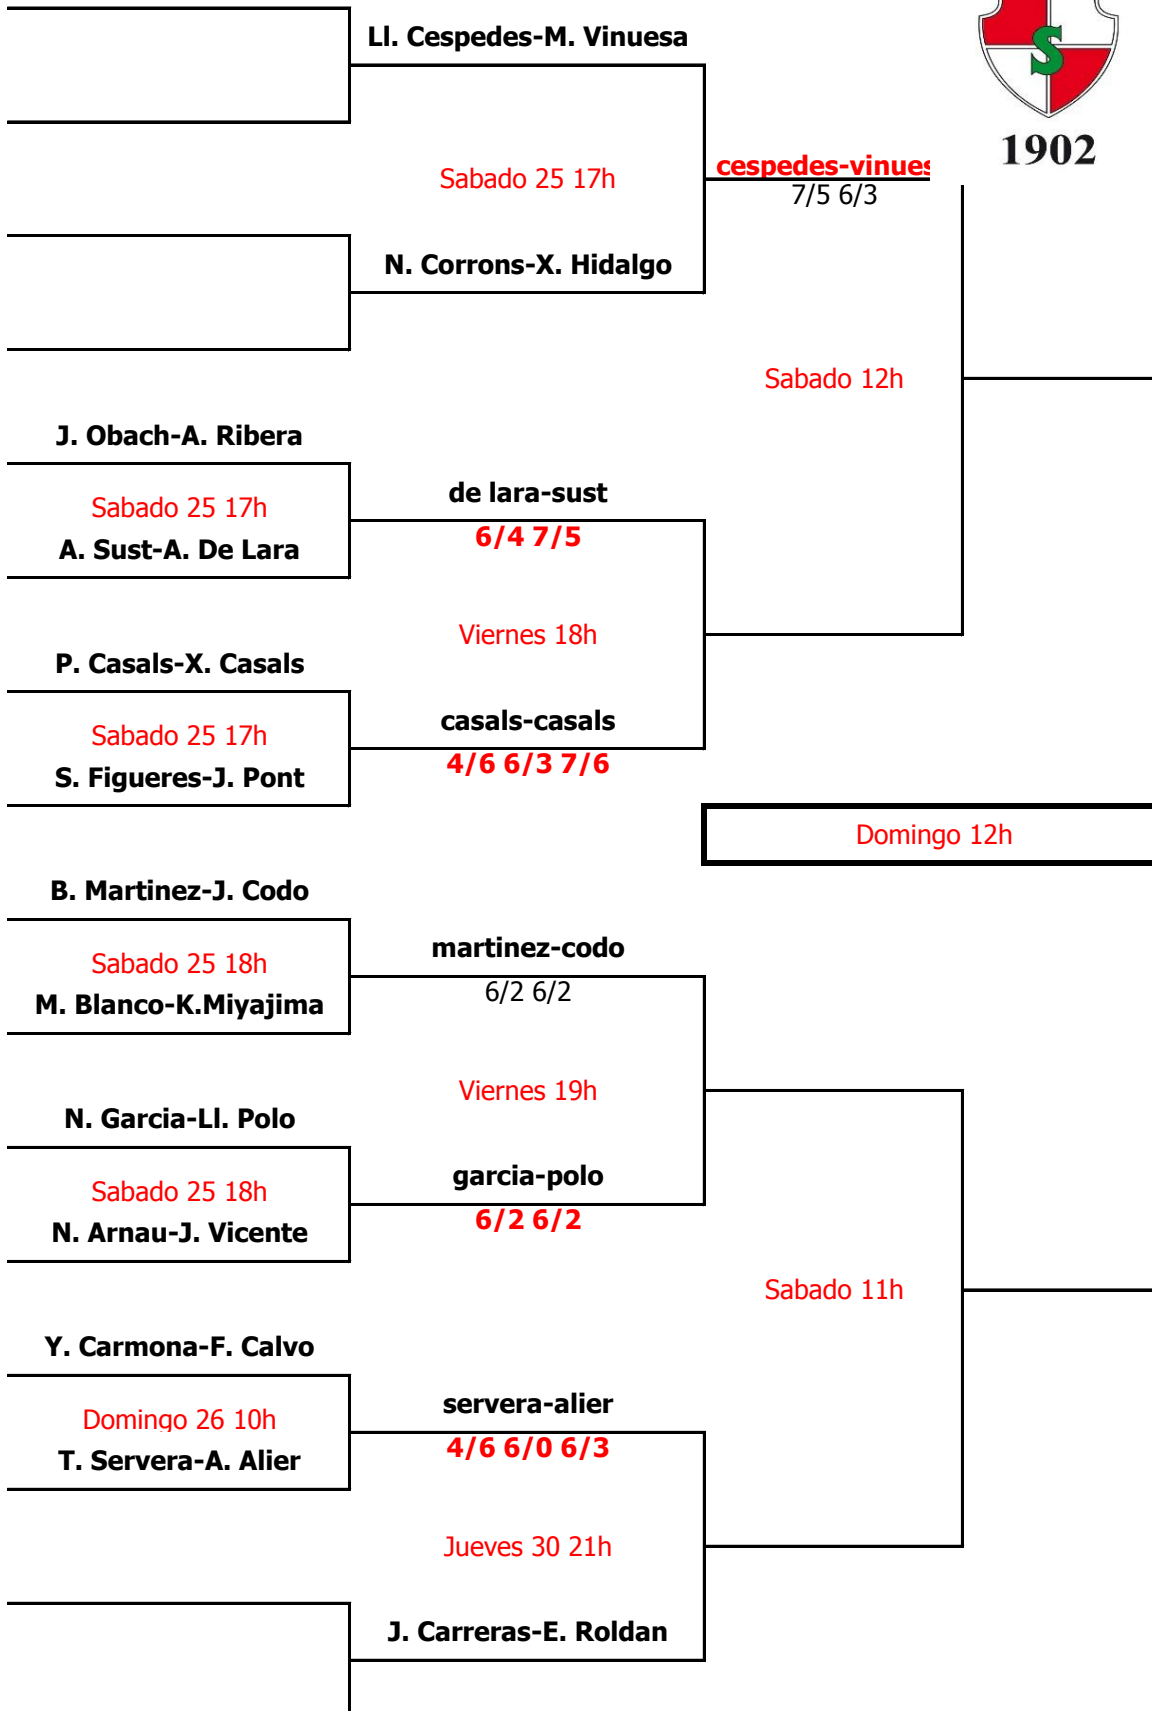 Ll. Cespedes-M. Vinuesa
S
1902
Sabado 25 17h
cespedes-vinues
7/5 6/3
N. Corrons-X. Hidalgo
Sabado 12h
J. Obach-A. Ribera
Sabado 25 17h
de lara-sust
6/4 7/5
A. Sust-A. De Lara
Viernes 18h
P. Casals-X. Casals
Sabado 25 17h
casals-casals
4/6 6/3 7/6
S. Figueres-J. Pont
Domingo 12h
B. Martinez-J. Codo
Sabado 25 18h
martinez-codo
6/2 6/2
M. Blanco-K.Miyajima
Viernes 19h
N. Garcia-Ll. Polo
Sabado 25 18h
garcia-polo
6/2 6/2
N. Arnau-J. Vicente
Sabado 11h
Y. Carmona-F. Calvo
Domingo 26 10h
servera-alier
4/6 6/0 6/3
T. Servera-A. Alier
Jueves 30 21h
J. Carreras-E. Roldan